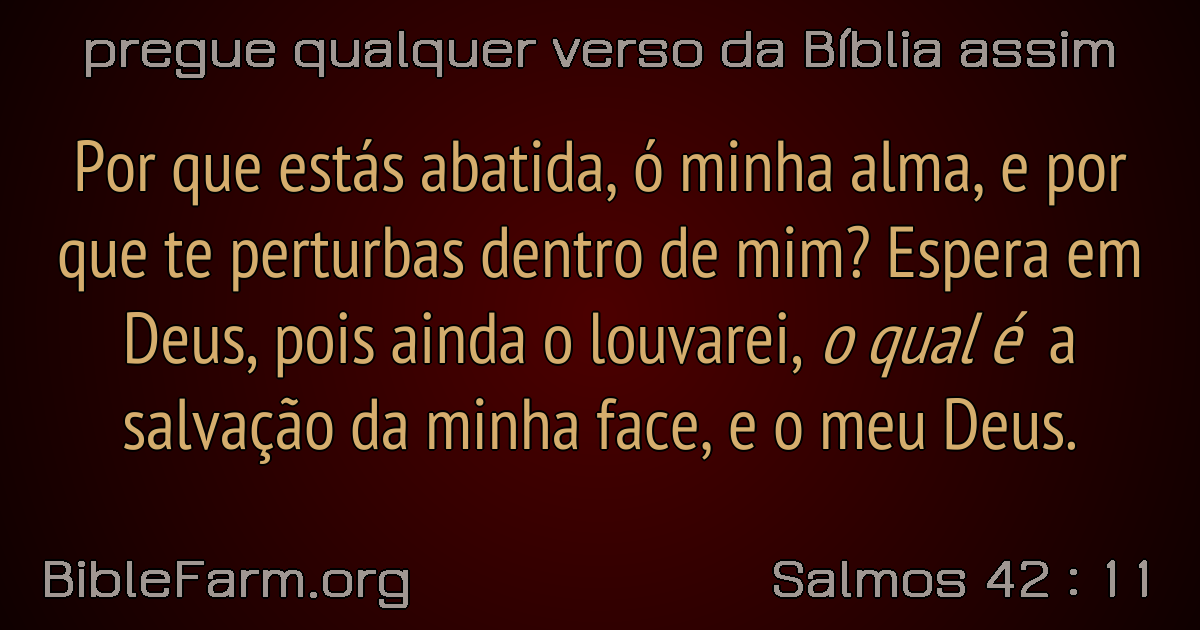 pregue qualquer verso da Bíblia assim
Por que estás abatida, ó minha alma, e por
que te perturbas dentro de mim? Espera em
Deus, pois ainda o louvarei, o qual é a
salvação da minha face, e o meu Deus.
BibleFarm.org
Salmos 42 : 11